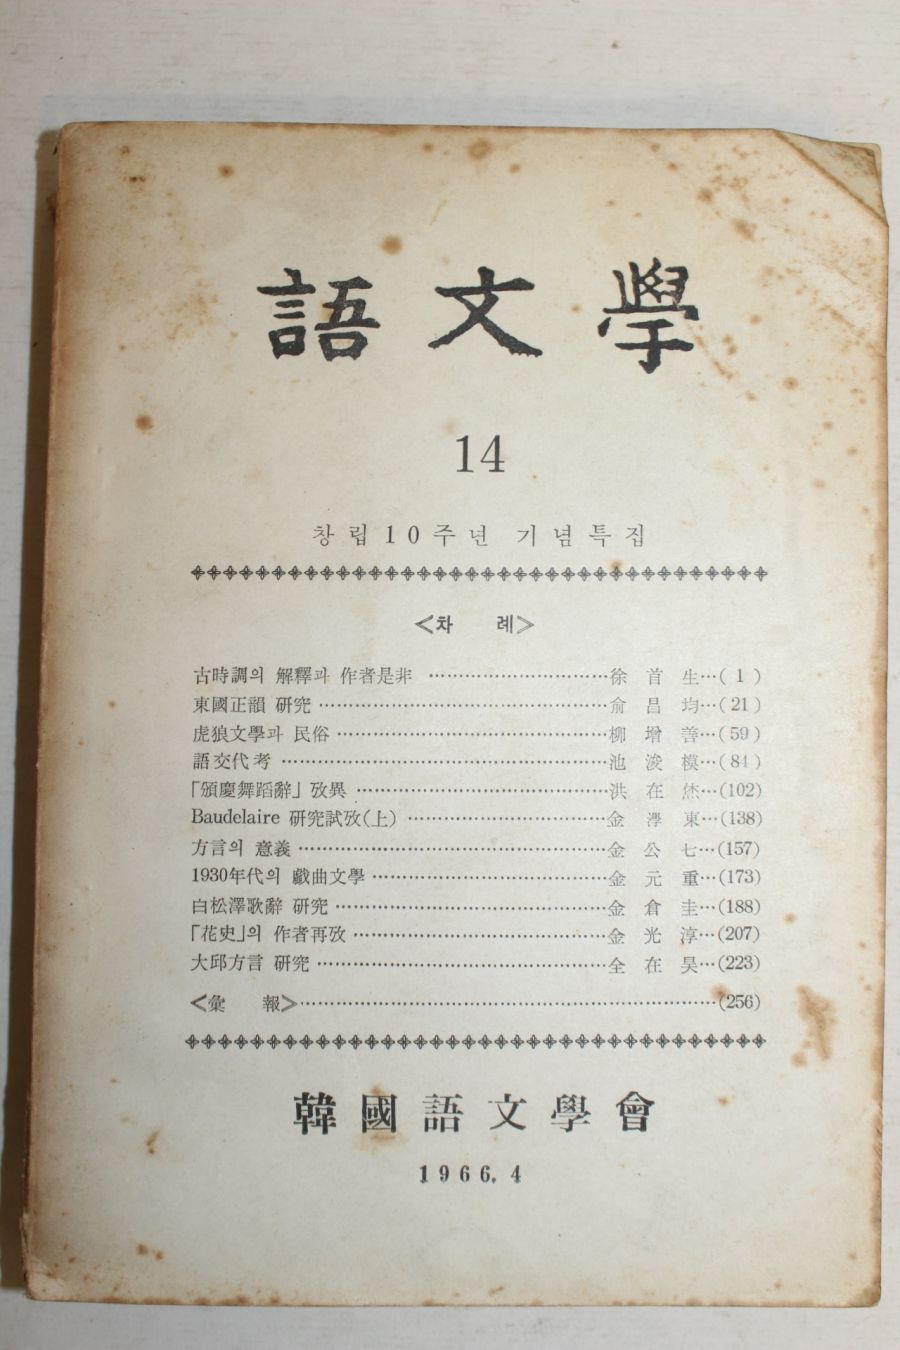 語文學
14
창립10주년 기념특집
<차 례>
古時調의 解釋과 作者是非 ………………………… 徐首生…( 1 )
東國正韻 研究 ………………………… 俞昌均…(21)
虎狼文學과 民俗 ………………………… 柳增善…(59)
語交代考 ………………………… 池浚模…(84)
「頒慶舞蹈辭」攷異 ………………………… 洪在烋…(102)
Baudelaire 研究試攷(上) ………………………… 金澤東…(138)
方言의 意義 ………………………… 金公七…(157)
1930年代의 戲曲文學 ………………………… 金元重…(173)
白松澤歌辭 研究 ………………………… 金倉圭…(188)
「花史」의 作者再攷 ………………………… 金光淳…(207)
大邱方言 研究 ………………………… 全在昊…(223)
<彙 報> ………………………… (256)
韓國語文學會
1966. 4